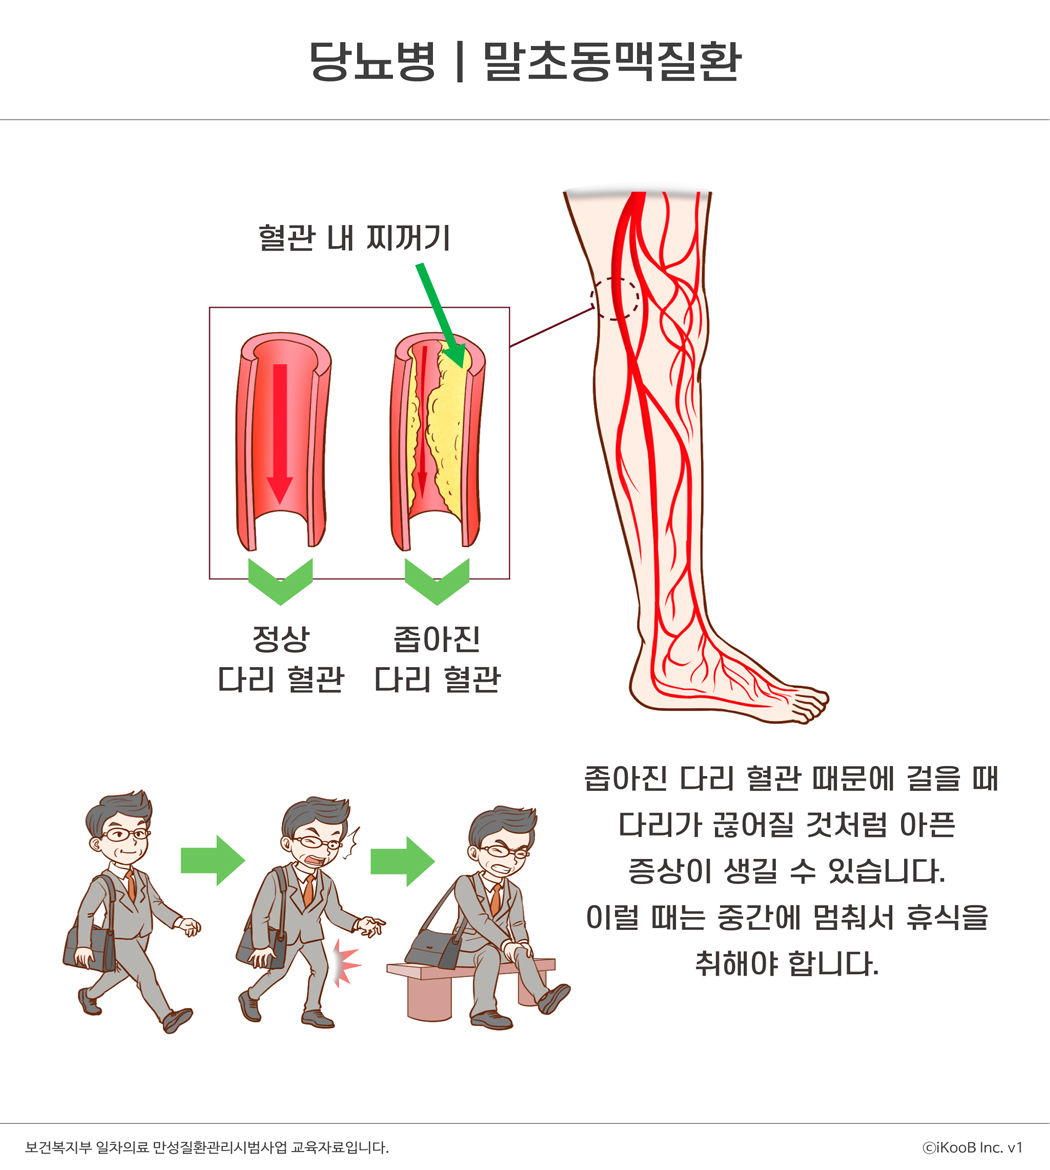 당뇨병 | 말초동맥질환
혈관 내 찌꺼기
정상
다리 혈관
좁아진
다리 혈관
좁아진 다리 혈관 때문에 걸을 때
다리가 끊어질 것처럼 아픈
증상이 생길 수 있습니다.
이럴 때는 중간에 멈춰서 휴식을
취해야 합니다.
보건복지부 일차의료 만성질환관리시범사업 교육자료입니다.
©iKooB Inc. v1